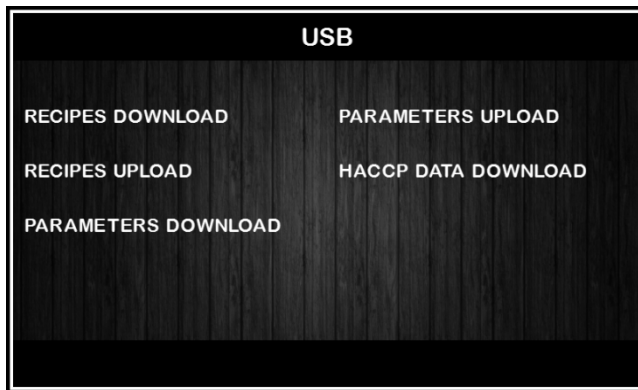 USB
RECIPES DOWNLOAD
RECIPES UPLOAD
PARAMETERS DOWNLOAD
PARAMETERS UPLOAD
HACCP DATA DOWNLOAD